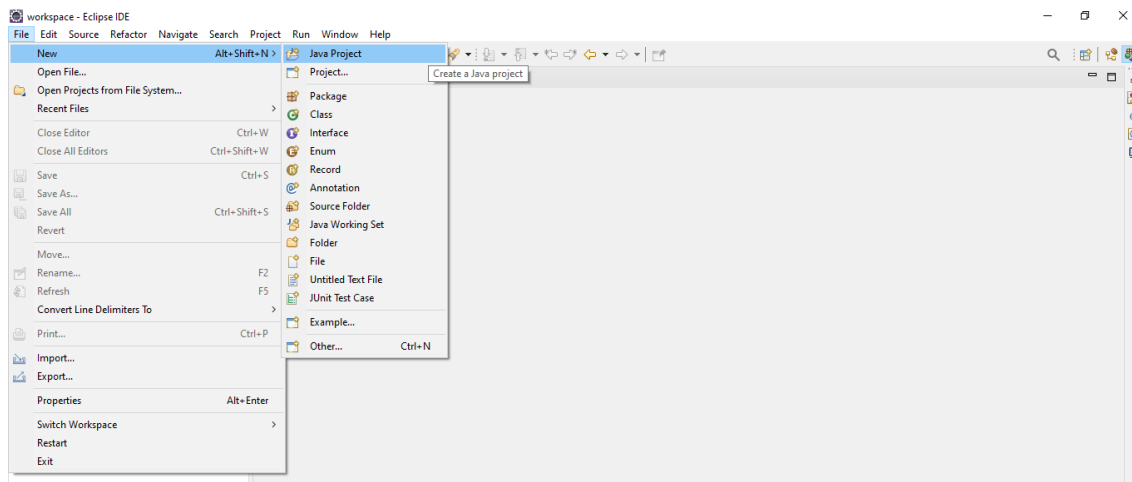 workspace - Eclipse IDE
File Edit Source Refactor Navigate Search Project Run Window Help
New Alt+Shift+N >
Open File...
Open Projects from File System...
Recent Files >
Close Editor Ctrl+W
Close All Editors Ctrl+Shift+W
Save Ctrl+S
Save As...
Save All Ctrl+Shift+S
Revert
Move...
Rename... F2
Refresh F5
Convert Line Delimiters To >
Print... Ctrl+P
Import...
Export...
Properties Alt+Enter
Switch Workspace >
Restart
Exit
Java Project
Project...
Create a Java project
Package
Class
Interface
Enum
Record
Annotation
Source Folder
Java Working Set
Folder
File
Untitled Text File
JUnit Test Case
Example...
Other... Ctrl+N